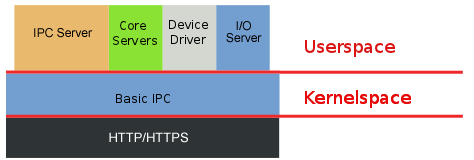 IPC Server
Core
Servers
Device
Driver
I/O
Server
Userspace
Basic IPC
Kernelspace
HTTP/HTTPS